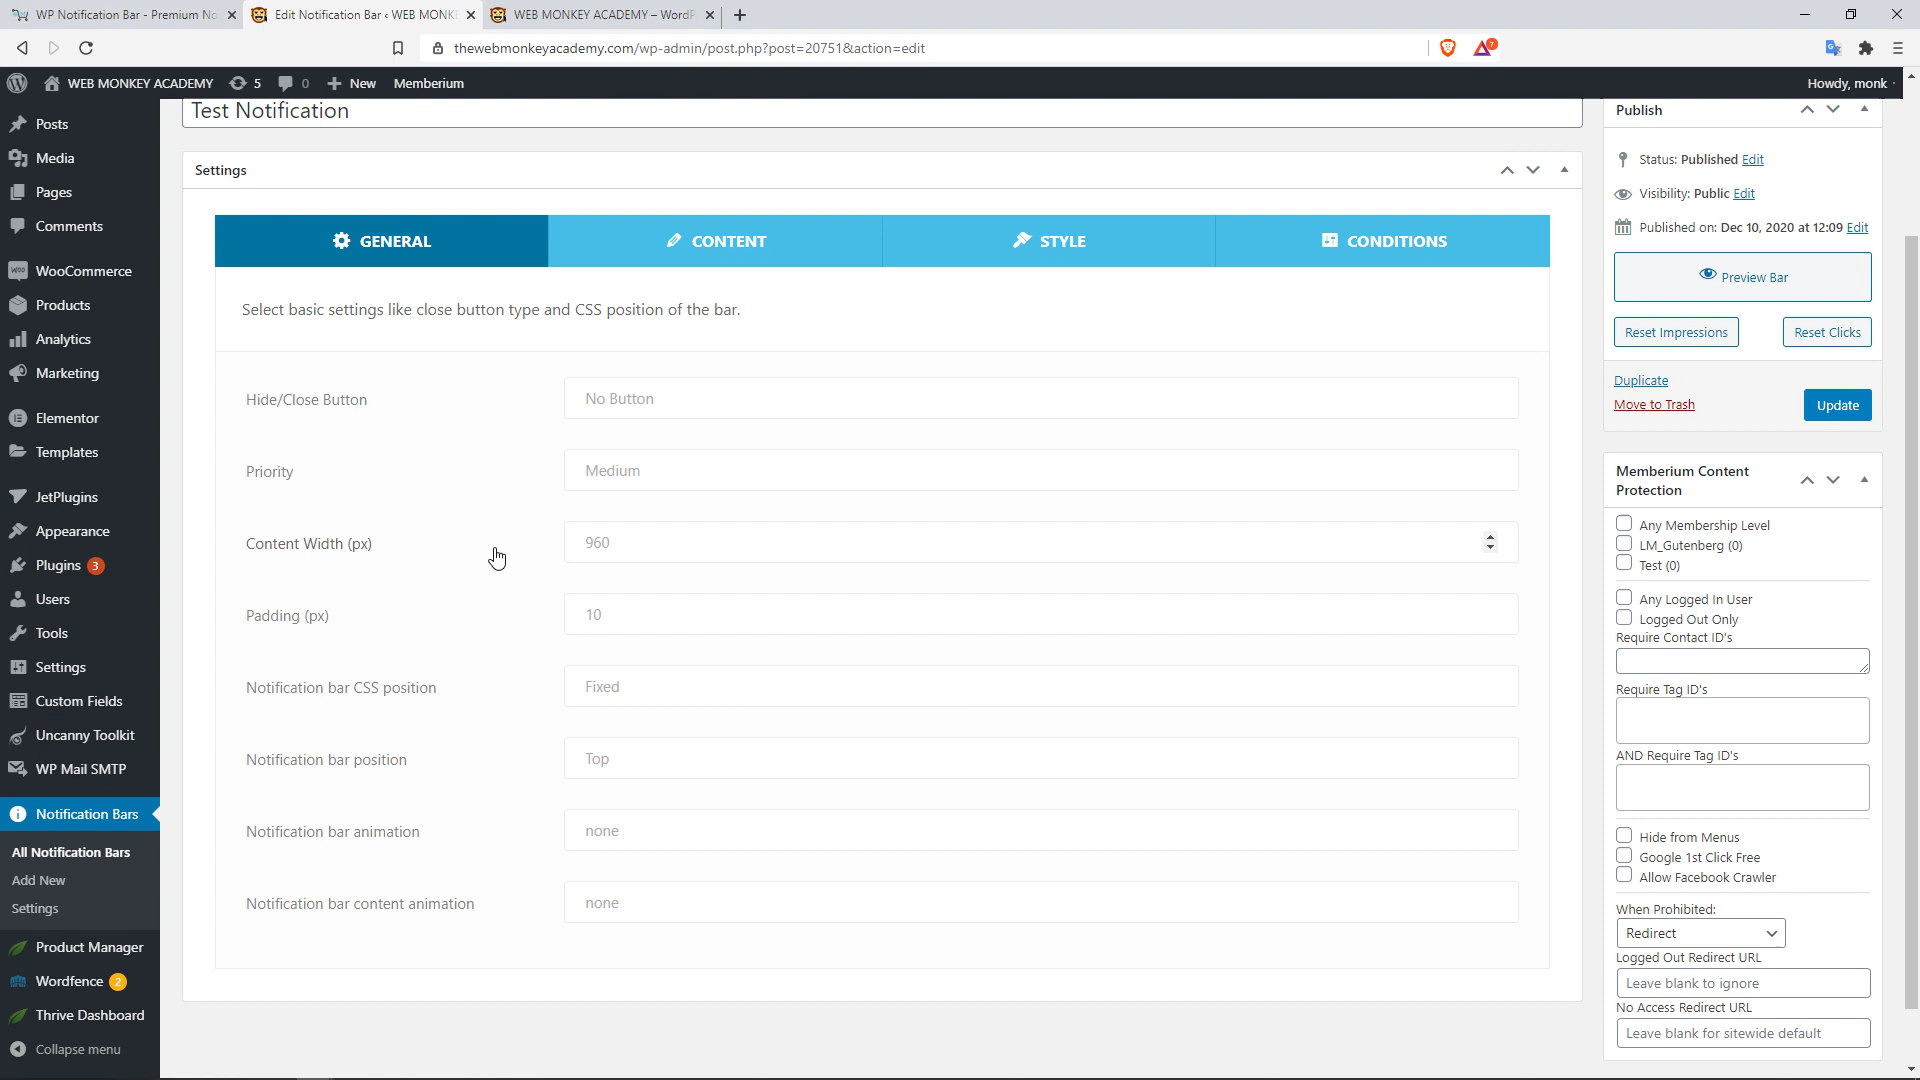 WP Notification Bar - Premium No
Edit Notification Bar ‹ WEB MONK
WEB MONKEY ACADEMY – WordP
thewebmonkeyacademy.com/wp-admin/post.php?post=20751&action=edit
7
WEB MONKEY ACADEMY
5
0
New
Memberium
Howdy, monk
Posts
Media
Pages
Comments
WooCommerce
Products
Analytics
Marketing
Elementor
Templates
JetPlugins
Appearance
Plugins 3
Users
Tools
Settings
Custom Fields
Uncanny Toolkit
WP Mail SMTP
Notification Bars
All Notification Bars
Add New
Settings
Product Manager
Wordfence 2
Thrive Dashboard
Collapse menu
Test Notification
Settings
GENERAL
CONTENT
STYLE
CONDITIONS
Select basic settings like close button type and CSS position of the bar.
Hide/Close Button
No Button
Priority
Medium
Content Width (px)
960
Padding (px)
10
Notification bar CSS position
Fixed
Notification bar position
Top
Notification bar animation
none
Notification bar content animation
none
Publish
Status: Published Edit
Visibility: Public Edit
Published on: Dec 10, 2020 at 12:09 Edit
Preview Bar
Reset Impressions
Reset Clicks
Duplicate
Move to Trash
Update
Memberium Content
Protection
Any Membership Level
LM_Gutenberg (0)
Test (0)
Any Logged In User
Logged Out Only
Require Contact ID's
Require Tag ID's
AND Require Tag ID's
Hide from Menus
Google 1st Click Free
Allow Facebook Crawler
When Prohibited:
Redirect
Logged Out Redirect URL
Leave blank to ignore
No Access Redirect URL
Leave blank for sitewide default